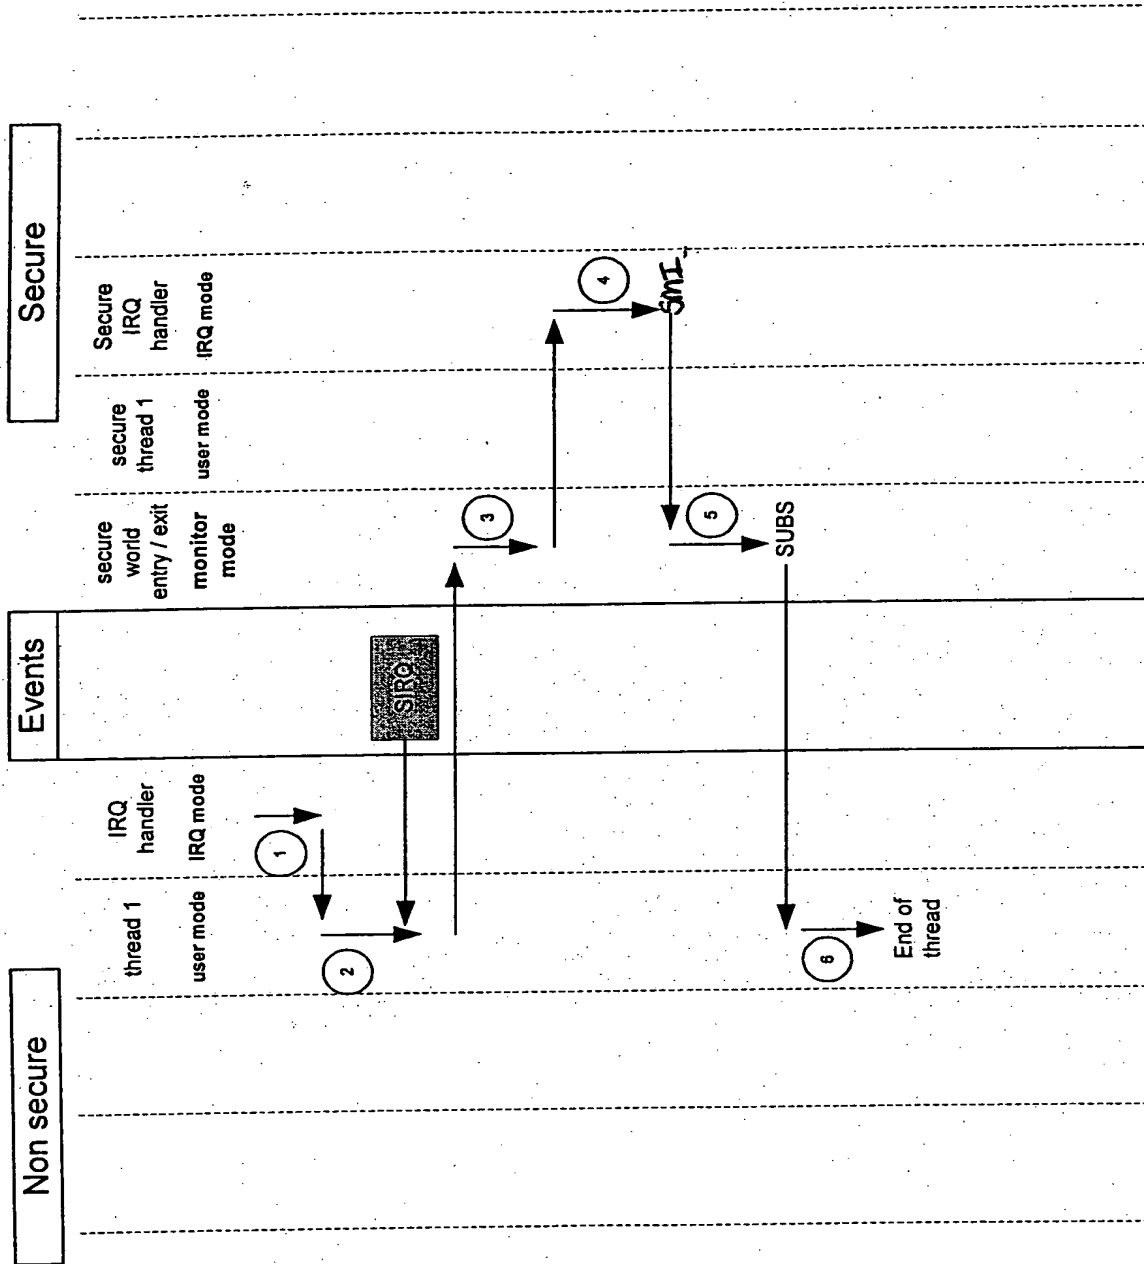 Non secure
Events
Secure
thread 1
user mode
IRQ
handler
IRQ mode
secure
world
entry / exit
monitor
mode
secure
thread 1
user mode
Secure
IRQ
handler
IRQ mode
1
2
SIRQ
3
4
SMI
5
SUBS
6
End of
thread